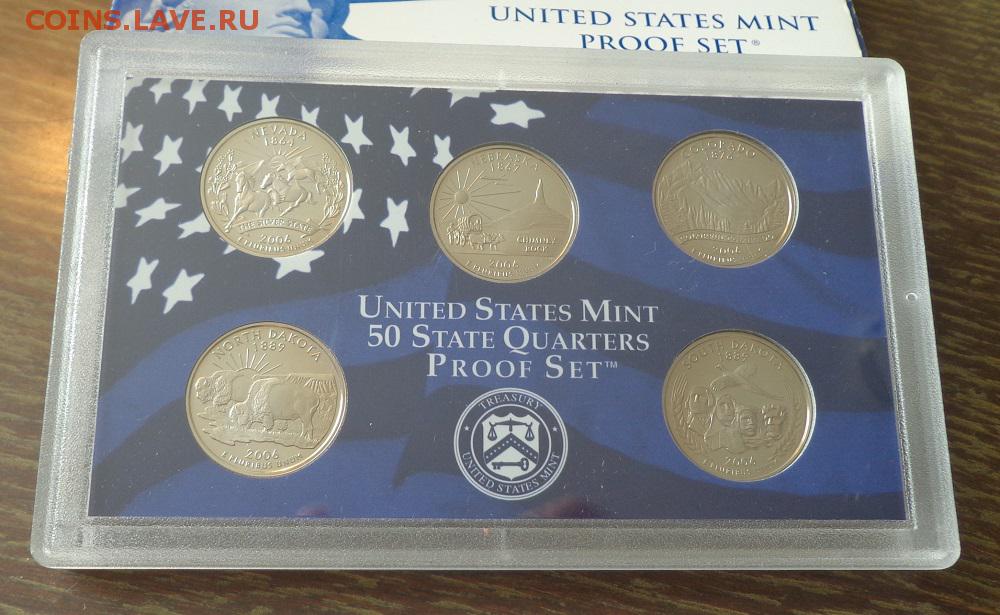 COINS.LAVE.RU
UNITED STATES MINT
PROOF SET®
NEVADA
1864
THE SILVER STATE
2006
E PLURIBUS UNUM
NEBRASKA
1867
CHIMNEY
ROCK
2006
E PLURIBUS UNUM
COLORADO
1876
2006
E PLURIBUS UNUM
UNITED STATES MINT
50 STATE QUARTERS
PROOF SET™
NORTH DAKOTA
1889
2006
E PLURIBUS UNUM
SOUTH DAKOTA
1889
2006
E PLURIBUS UNUM
TREASURY
UNITED STATES MINT